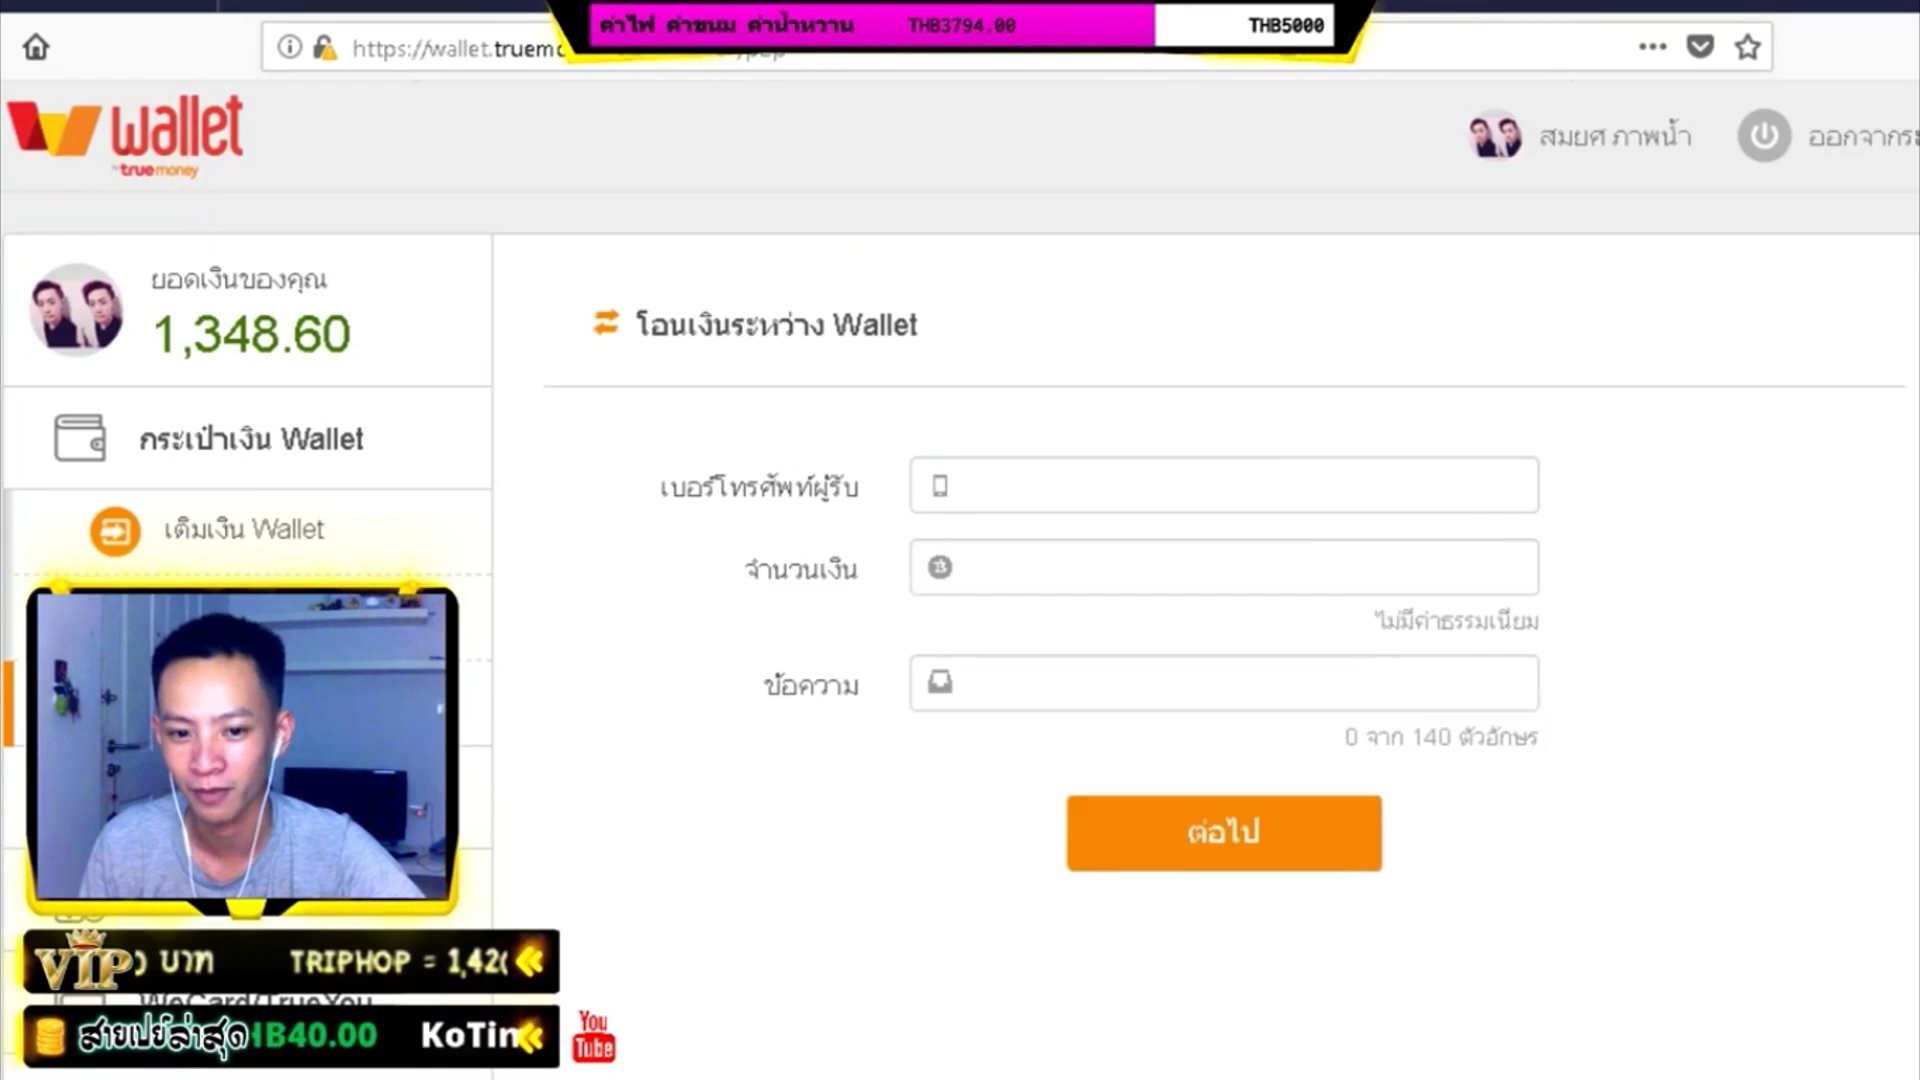 ค่าไฟ ค่าขนม ค่าน้ำหวาน THB3794.00 THB5000
https://wallet.truem
wallet
by truemoney
สมยศ ภาพน้ำ
ออกจากระ
ยอดเงินของคุณ
1,348.60
โอนเงินระหว่าง Wallet
กระเป๋าเงิน Wallet
เติมเงิน Wallet
เบอร์โทรศัพท์ผู้รับ
จำนวนเงิน
ไม่มีค่าธรรมเนียม
ข้อความ
0 จาก 140 ตัวอักษร
ต่อไป
VIP บาท TRIPHOP = 1,42
WeCard/TrueYou
สายเปย์ล่าสุด HB40.00 KoTim
You
Tube